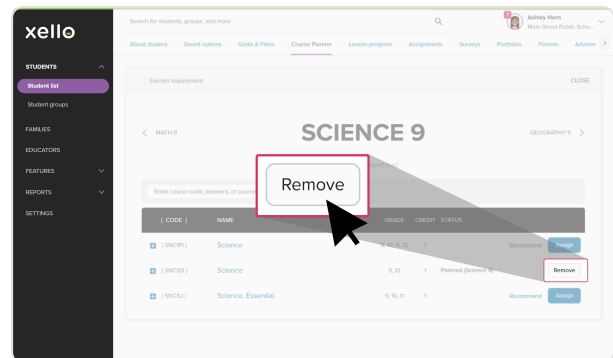 xello
Search for students, groups, and more
Ashley Horn
Main Street Public Scho...
About student Saved options Goals & Plans Course Planner Lesson progress Assignments Surveys Portfolios Parents Adviser
STUDENTS
Student list
Student groups
FAMILIES
EDUCATORS
FEATURES
REPORTS
SETTINGS
Exempt requirement
CLOSE
MATH 9
SCIENCE 9
GEOGRAPHY 9
Enter course code, keyword, or course
Remove
[ CODE ] NAME GRADE CREDIT STATUS
Science 9, 10, 11, 12 1 Recommend Assign
[ SNC1D1 ] Science 9, 10 1 Planned (Science 9) Remove
Science, Essential 9, 10, 11 1 Recommend Assign